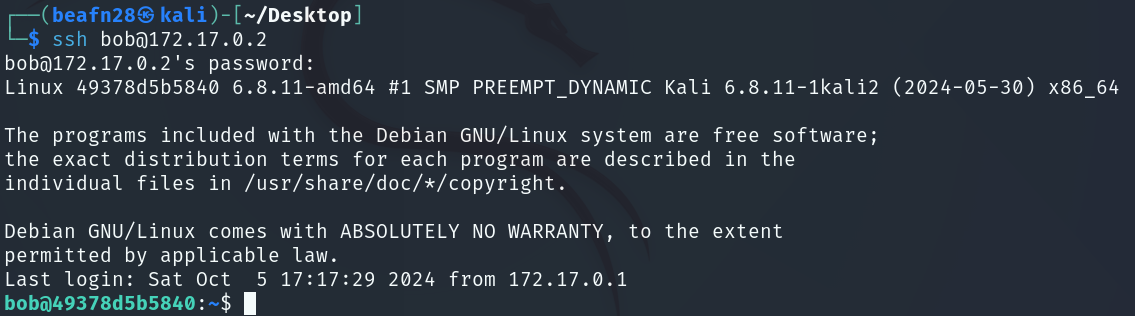 ┌──(beafn28㉿kali)-[~/Desktop]
└─$ ssh bob@172.17.0.2
bob@172.17.0.2's password:
Linux 49378d5b5840 6.8.11-amd64 #1 SMP PREEMPT_DYNAMIC Kali 6.8.11-1kali2 (2024-05-30) x86_64

The programs included with the Debian GNU/Linux system are free software;
the exact distribution terms for each program are described in the
individual files in /usr/share/doc/*/copyright.

Debian GNU/Linux comes with ABSOLUTELY NO WARRANTY, to the extent
permitted by applicable law.
Last login: Sat Oct  5 17:17:29 2024 from 172.17.0.1
bob@49378d5b5840:~$